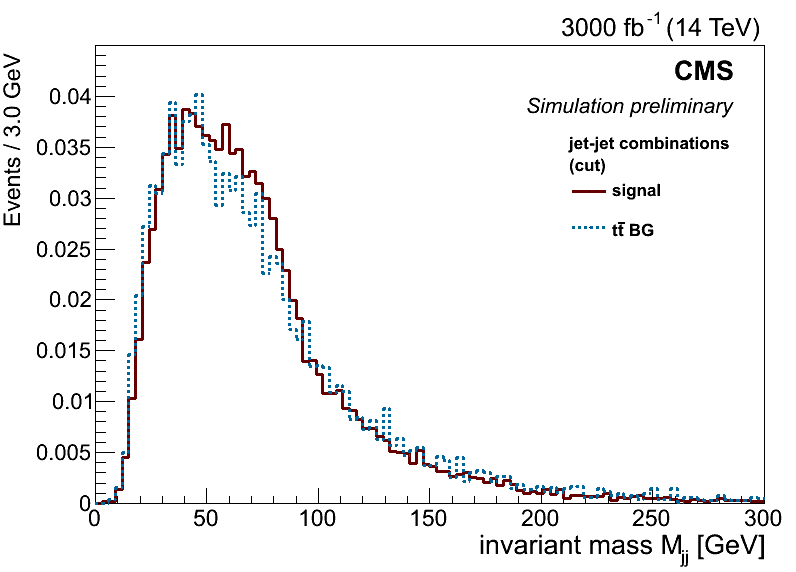 3000 fb⁻¹ (14 TeV)
CMS
Simulation preliminary
jet-jet combinations
(cut)
signal
tt̄ BG
Events / 3.0 GeV
0.04
0.035
0.03
0.025
0.02
0.015
0.01
0.005
0
0 50 100 150 200 250 300
invariant mass Mjj [GeV]